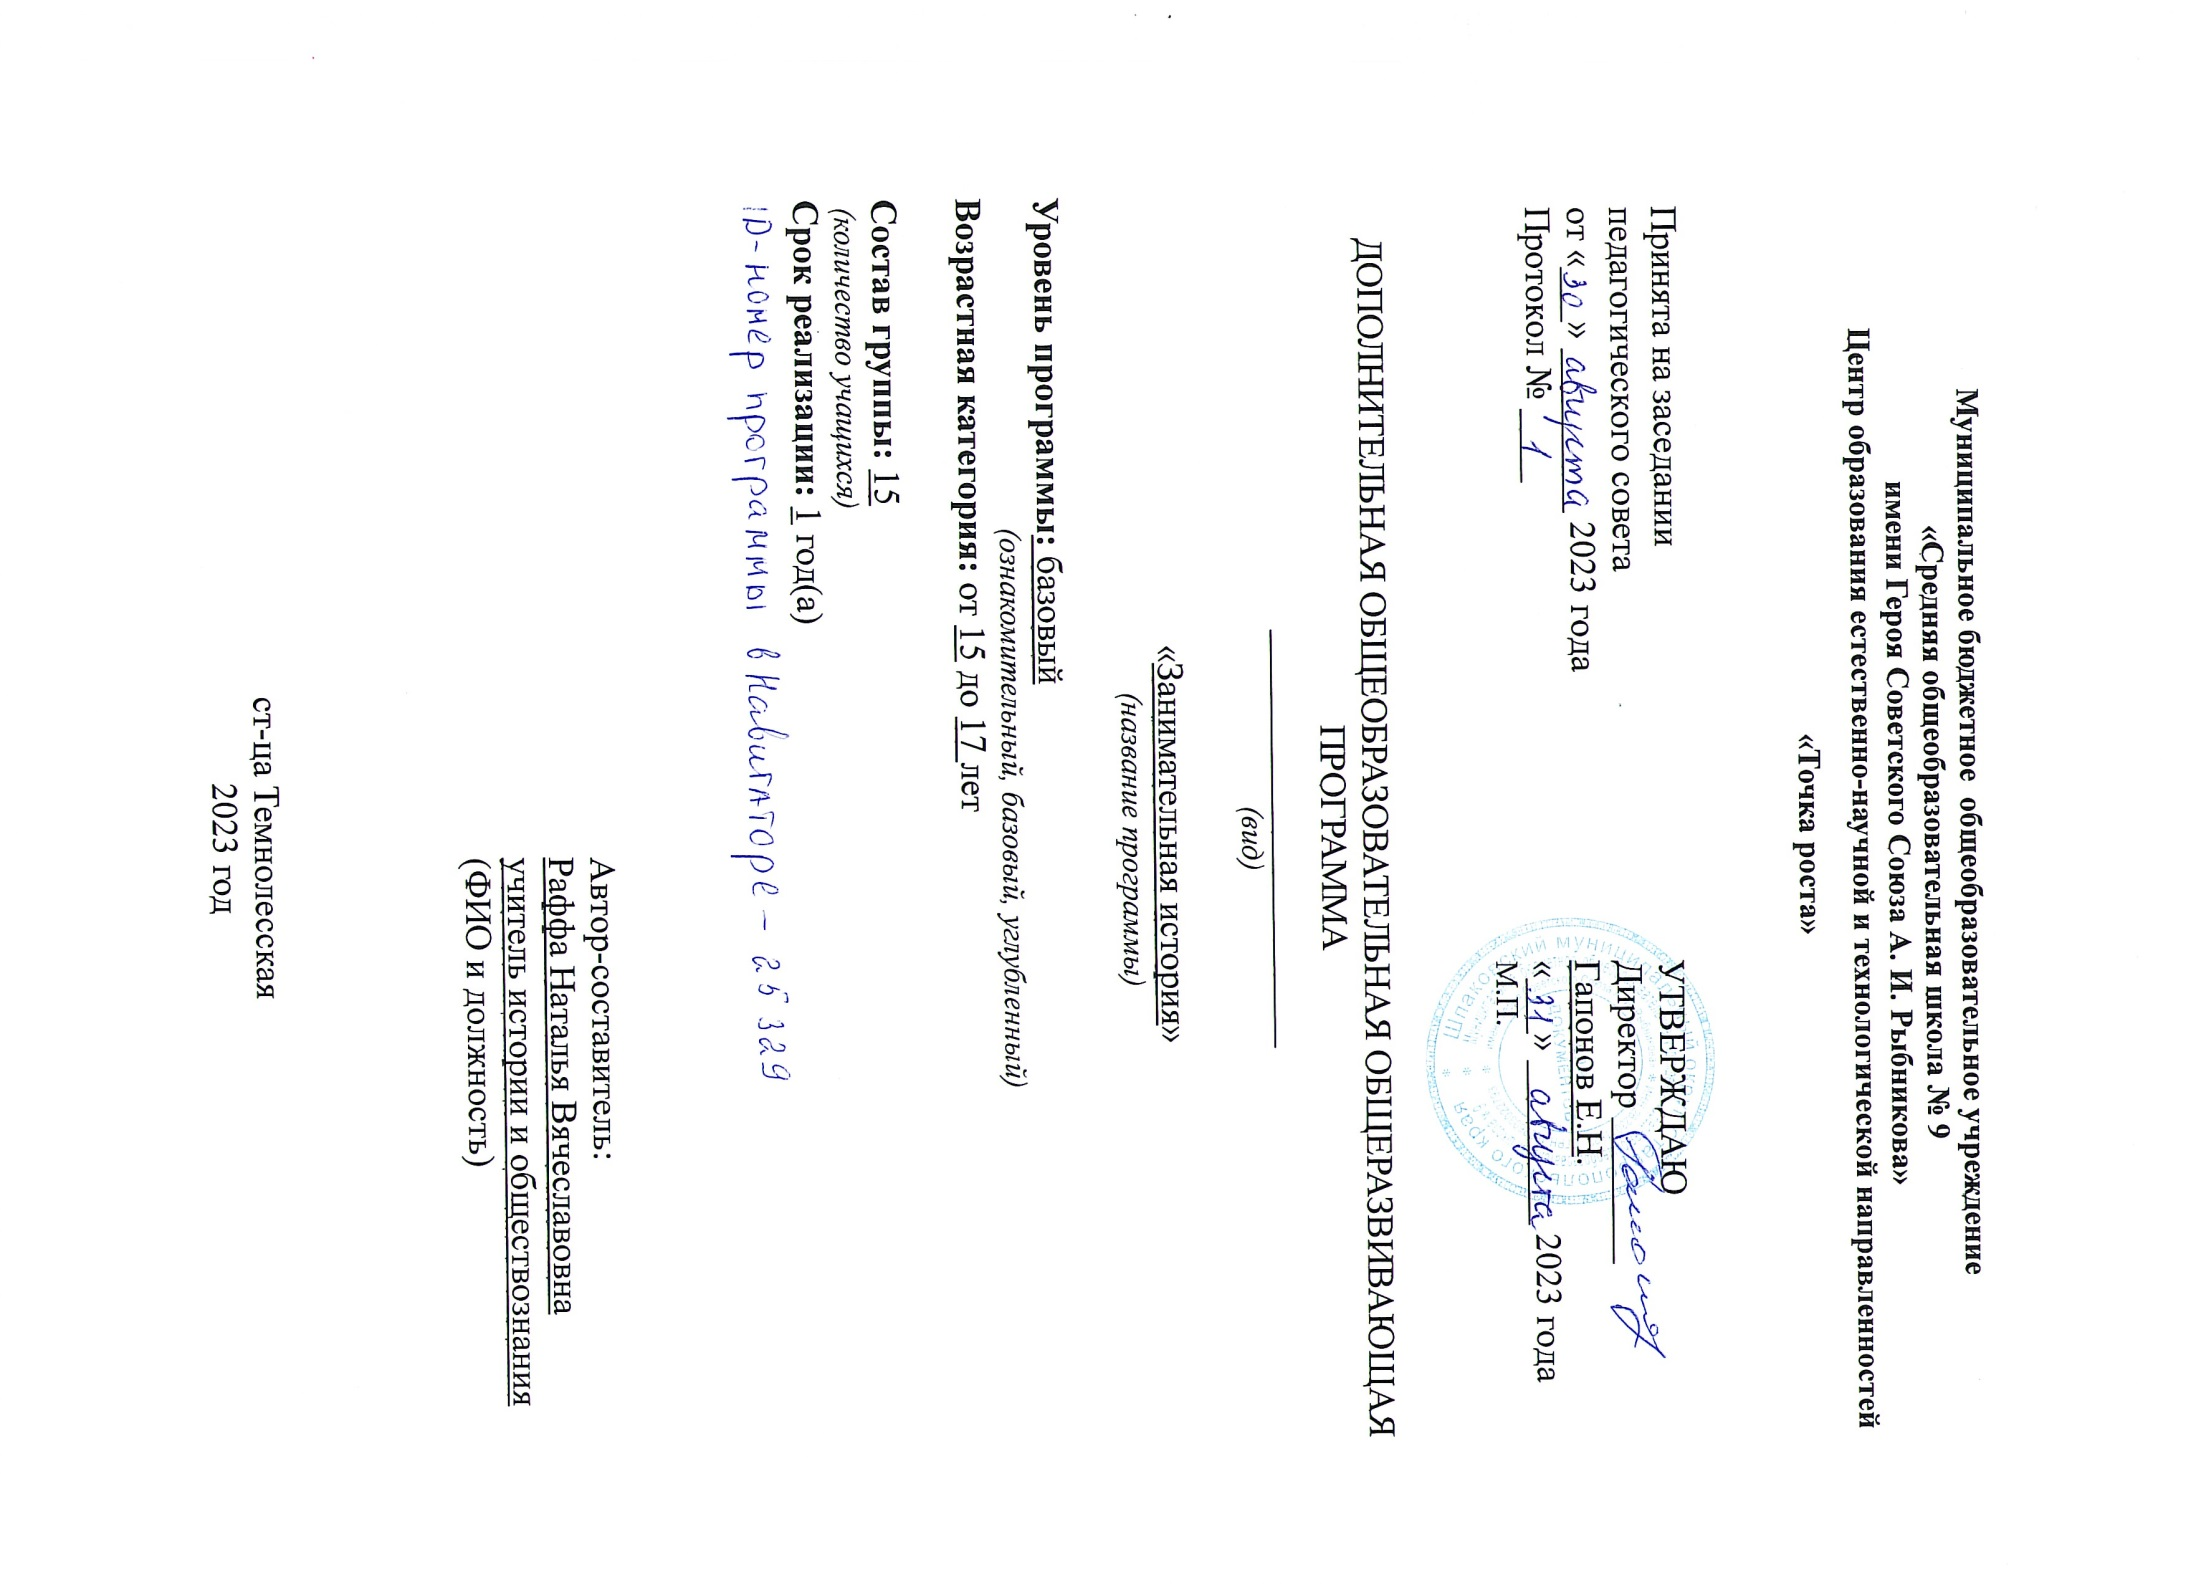 Муниципальное бюджетное общеобразовательное учреждение
«Средняя общеобразовательная школа № 9
имени Героя Советского Союза А. И. Рыбникова»
Центр образования естественно-научной и технологической направленностей
«Точка роста»
Принята на заседании
педагогического совета
от «30» августа 2023 года
Протокол № 1
УТВЕРЖДАЮ
Директор
Гапонов Е.Н.
«31» августа 2023 года
М.П.
ДОПОЛНИТЕЛЬНАЯ ОБЩЕОБРАЗОВАТЕЛЬНАЯ ОБЩЕРАЗВИВАЮЩАЯ
ПРОГРАММА
(вид)
«Занимательная история»
(название программы)
Уровень программы: базовый
(ознакомительный, базовый, углубленный)
Возрастная категория: от 15 до 17 лет
Состав группы: 15
(количество учащихся)
Срок реализации: 1 год(а)
ID-номер программы в Навигаторе –
Автор-составитель:
Раффа Наталья Вячеславовна
учитель истории и обществознания
(ФИО и должность)
ст-ца Темнолесская
2023 год